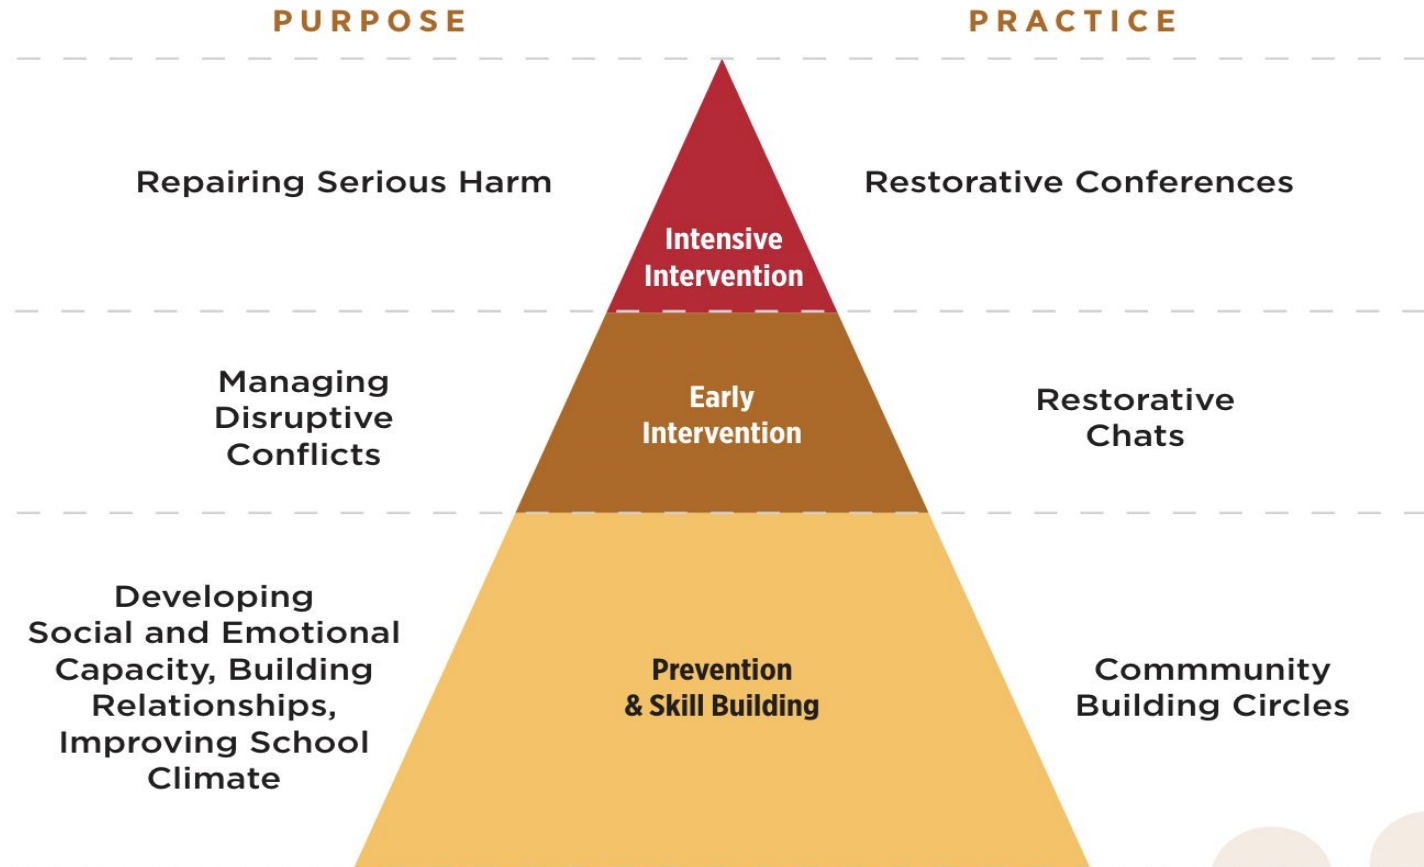 PURPOSE
PRACTICE
Repairing Serious Harm
Intensive
Intervention
Restorative Conferences
Managing
Disruptive
Conflicts
Early
Intervention
Restorative
Chats
Developing
Social and Emotional
Capacity, Building
Relationships,
Improving School
Climate
Prevention
& Skill Building
Commmunity
Building Circles